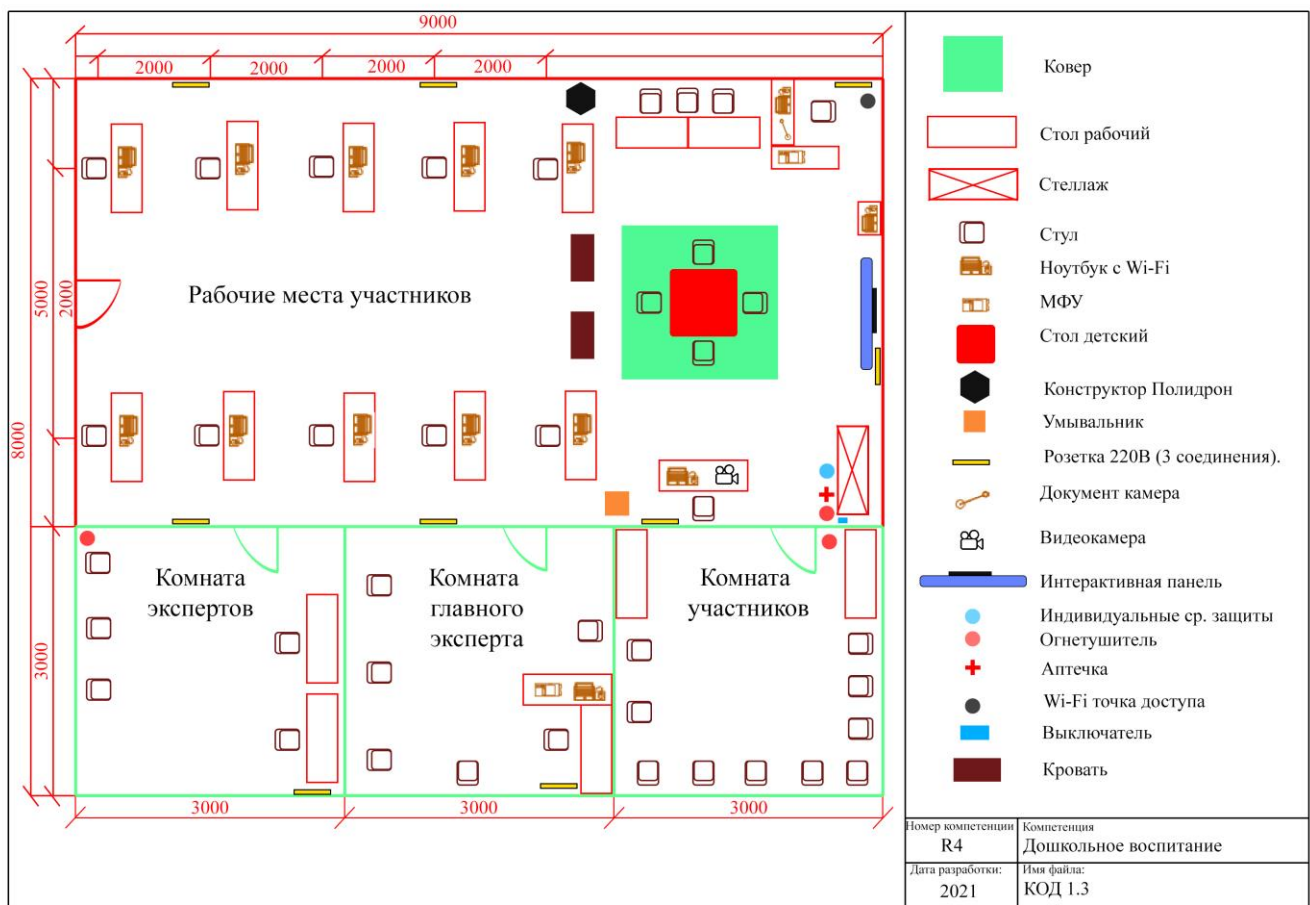 9000
2000
2000
2000
2000
5000
2000
8000
3000
Рабочие места участников
Комната
экспертов
Комната
главного
эксперта
Комната
участников
3000
3000
3000
Ковер
Стол рабочий
Стеллаж
Стул
Ноутбук с Wi-Fi
МФУ
Стол детский
Конструктор Полидрон
Умывальник
Розетка 220В (3 соединения).
Документ камера
Видеокамера
Интерактивная панель
Индивидуальные ср. защиты
Огнетушитель
Аптечка
Wi-Fi точка доступа
Выключатель
Кровать
Номер компетенции
R4
Компетенция
Дошкольное воспитание
Дата разработки:
2021
Имя файла:
КОД 1.3